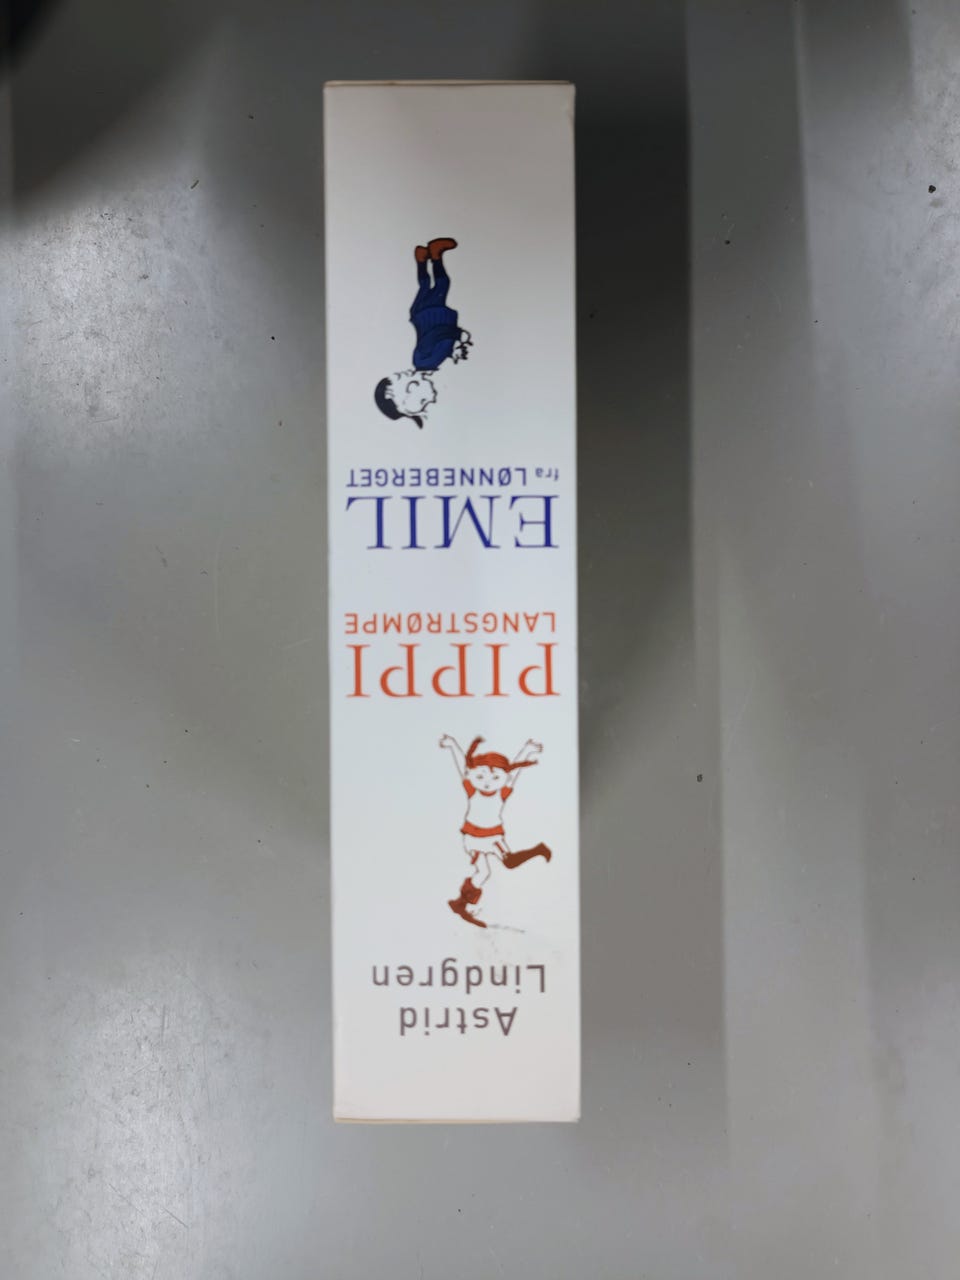 Astrid
Lindgren
PIPPI
LANGSTRØMPE
EMIL
fra LØNNEBERGET